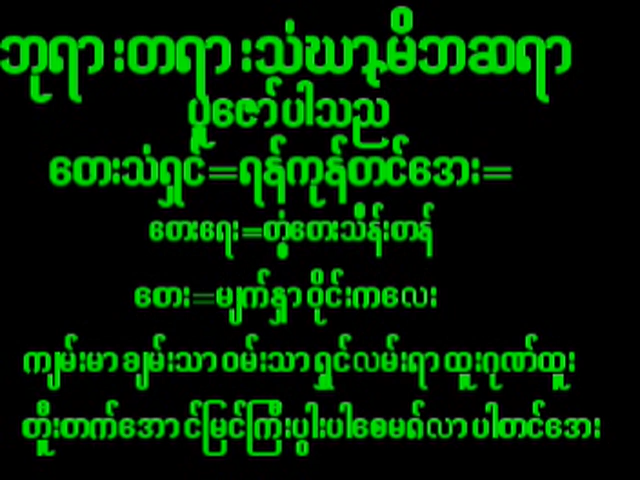 ဘုရား းတရား းသံဃာ့မိဘဆရာ
ပူဇော်ပါသည
တေးသံရှင်=ရန်ကုန်တင်အေး=
တေးရေး=တွံတေးသိန်းတန်
တေး=မျက်နှာ ဝိုင်းကလေး
ကျမ်းမာ ချမ်းသာ ဝမ်းသာ ရွှင်လမ်းရာ ထူးဂုဏ်ထူး
တိူးတက်အောင်မြင်ကြီးပွါးပါစေမရ်လာ ပါတင်အေး